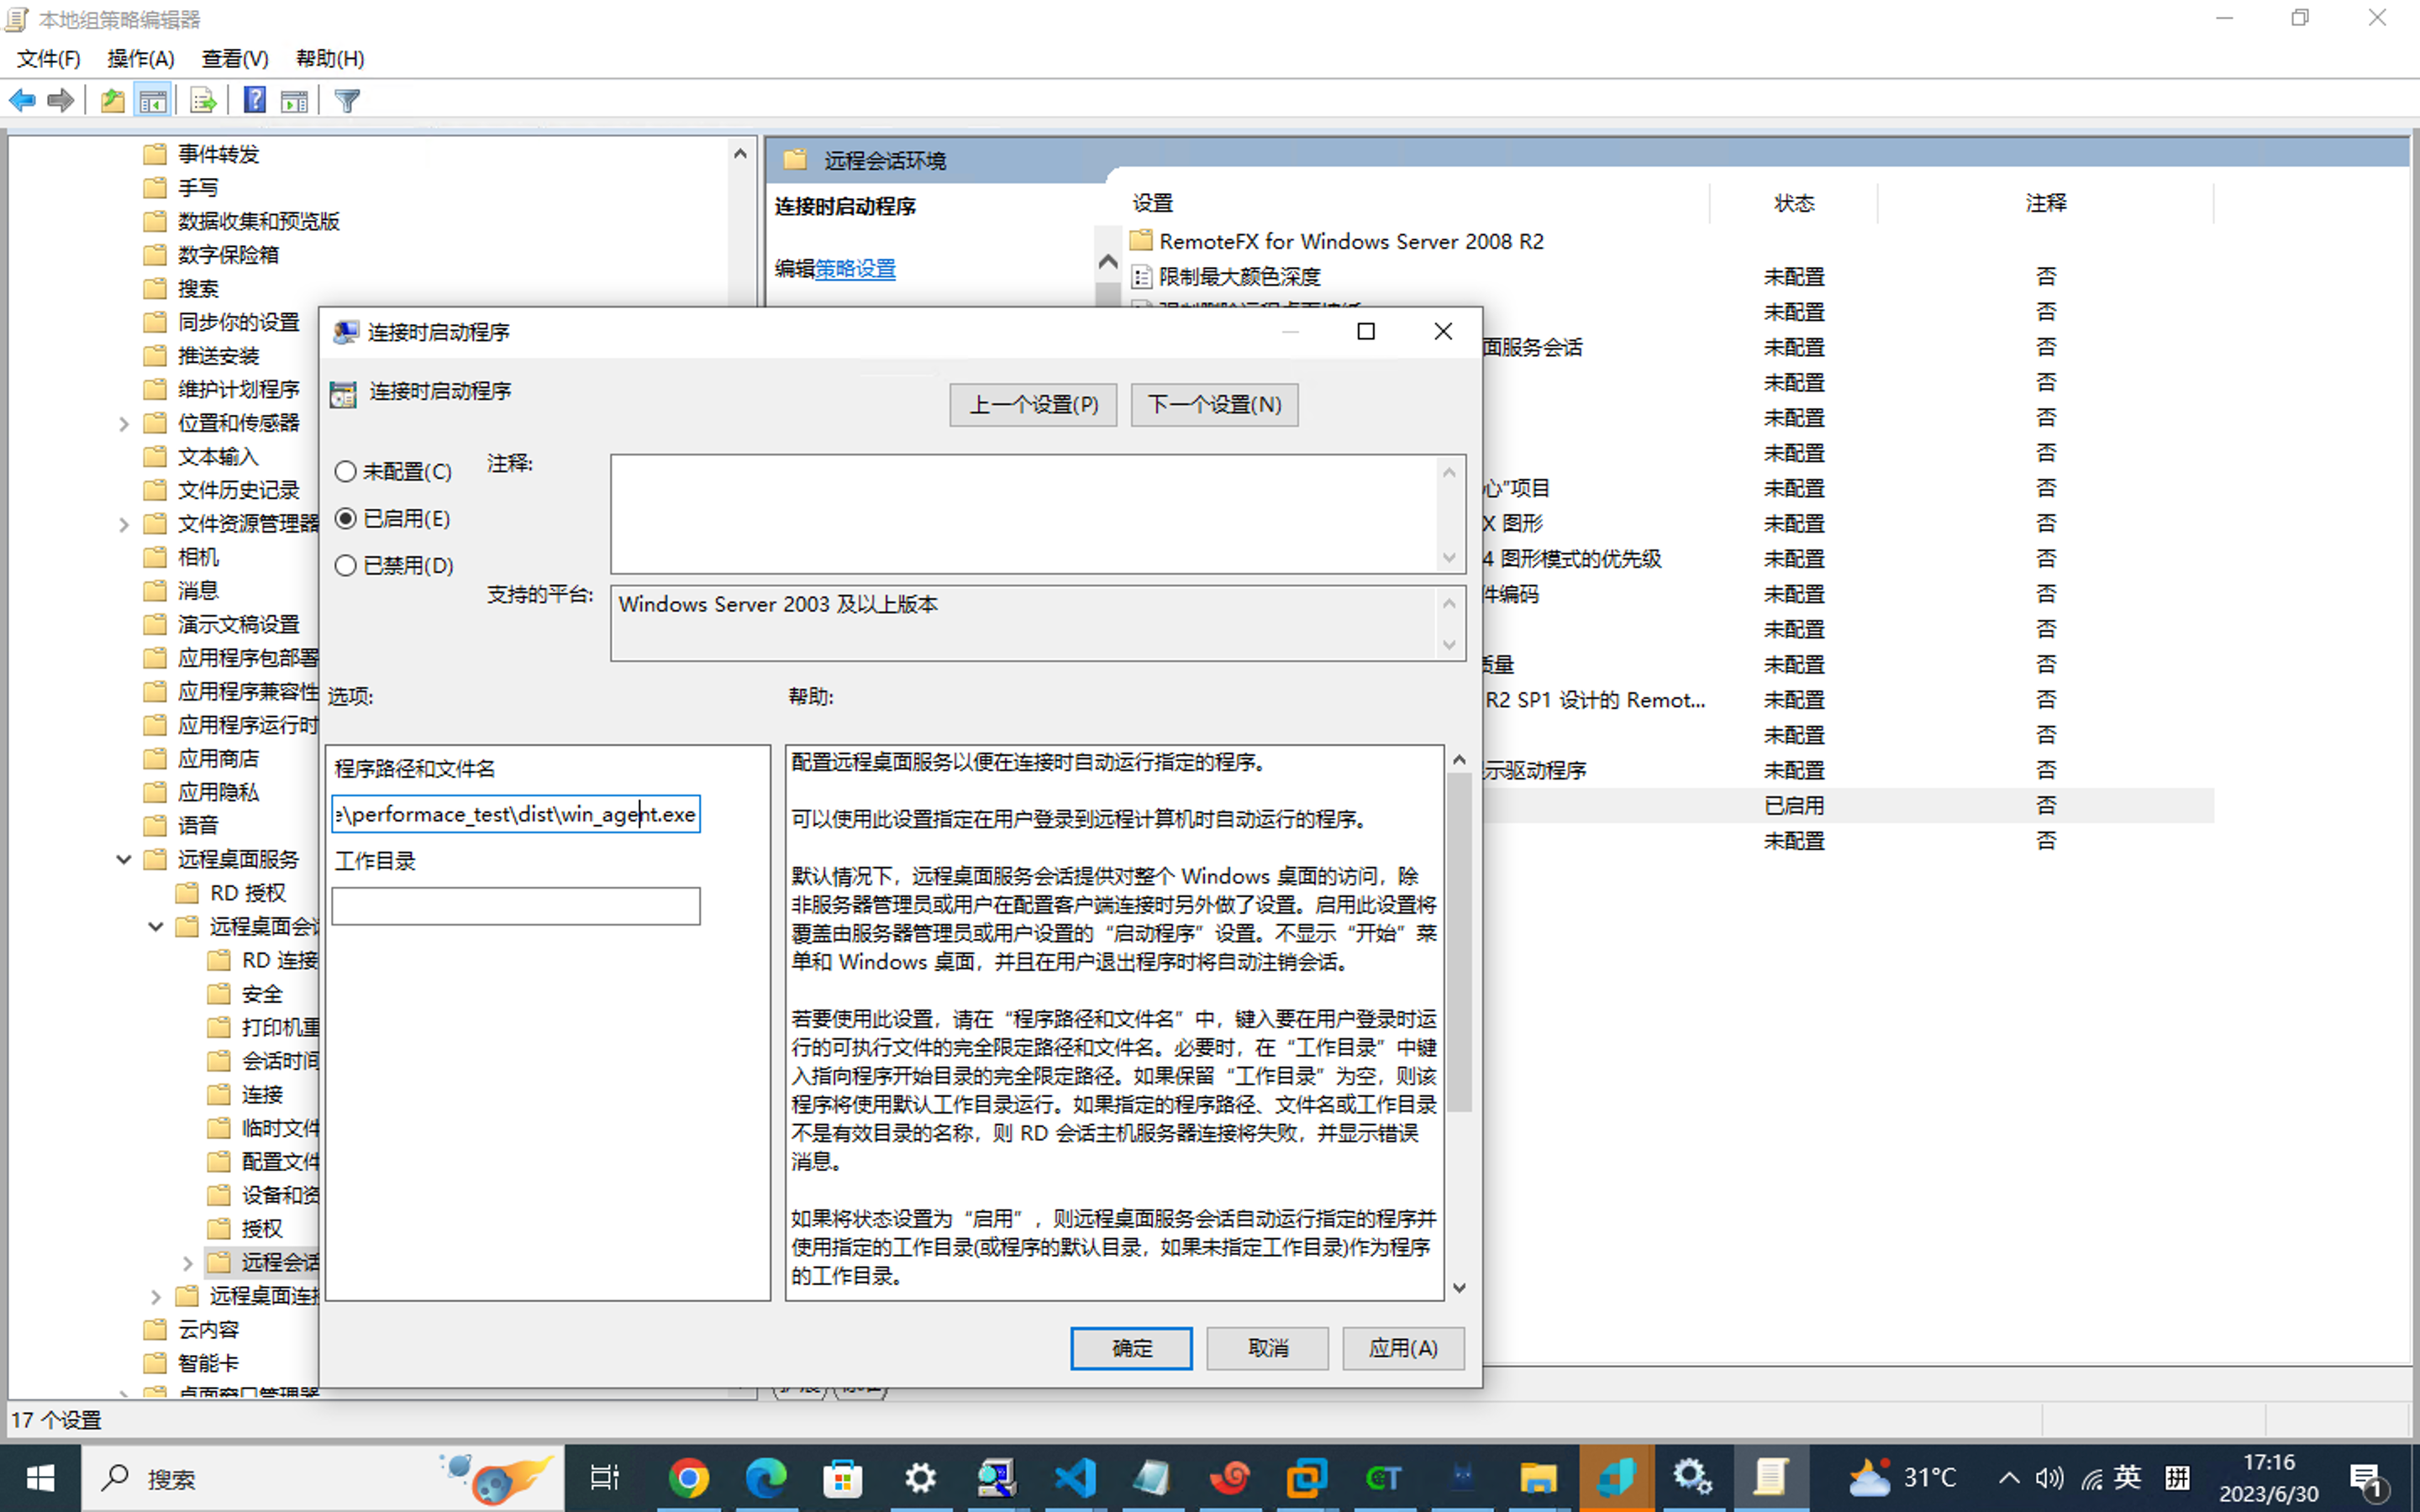 本地组策略编辑器
文件(F) 操作(A) 查看(V) 帮助(H)
事件转发
手写
数据收集和预览版
数字保险箱
搜索
同步你的设置
推送安装
维护计划程序
位置和传感器
文本输入
文件历史记录
文件资源管理器
相机
消息
演示文稿设置
应用程序包部署
应用程序兼容性
应用程序运行时
应用商店
应用隐私
语音
远程桌面服务
RD 授权
远程桌面会话
RD 连接
安全
打印机重
会话时间
连接
临时文件
配置文件
设备和资
授权
远程会话
远程桌面连接
云内容
智能卡
桌面窗口管理器
远程会话环境
连接时启动程序
编辑策略设置
设置 状态 注释
RemoteFX for Windows Server 2008 R2
限制最大颜色深度 未配置 否
未配置 否
面服务会话 未配置 否
未配置 否
未配置 否
未配置 否
心"项目 未配置 否
X 图形 未配置 否
4 图形模式的优先级 未配置 否
件编码 未配置 否
未配置 否
质量 未配置 否
R2 SP1 设计的 Remot... 未配置 否
未配置 否
示驱动程序 未配置 否
已启用 否
未配置 否
连接时启动程序
连接时启动程序
上一个设置(P) 下一个设置(N)
未配置(C)
已启用(E)
已禁用(D)
注释:
支持的平台:
Windows Server 2003 及以上版本
选项:
帮助:
程序路径和文件名
e\performace_test\dist\win_agent.exe
工作目录
配置远程桌面服务以便在连接时自动运行指定的程序。
可以使用此设置指定在用户登录到远程计算机时自动运行的程序。
默认情况下，远程桌面服务会话提供对整个 Windows 桌面的访问，除
非服务器管理员或用户在配置客户端连接时另外做了设置。启用此设置将
覆盖由服务器管理员或用户设置的“启动程序”设置。不显示“开始”菜
单和 Windows 桌面，并且在用户退出程序时将自动注销会话。
若要使用此设置，请在“程序路径和文件名”中，键入要在用户登录时运
行的可执行文件的完全限定路径和文件名。必要时，在“工作目录”中键
入指向程序开始目录的完全限定路径。如果保留“工作目录”为空，则该
程序将使用默认工作目录运行。如果指定的程序路径、文件名或工作目录
不是有效目录的名称，则 RD 会话主机服务器连接将失败，并显示错误
消息。
如果将状态设置为“启用”，则远程桌面服务会话自动运行指定的程序并
使用指定的工作目录(或程序的默认目录，如果未指定工作目录)作为程序
的工作目录。
确定 取消 应用(A)
17 个设置
搜索
CT
31°C
英
拼
17:16
2023/6/30
1